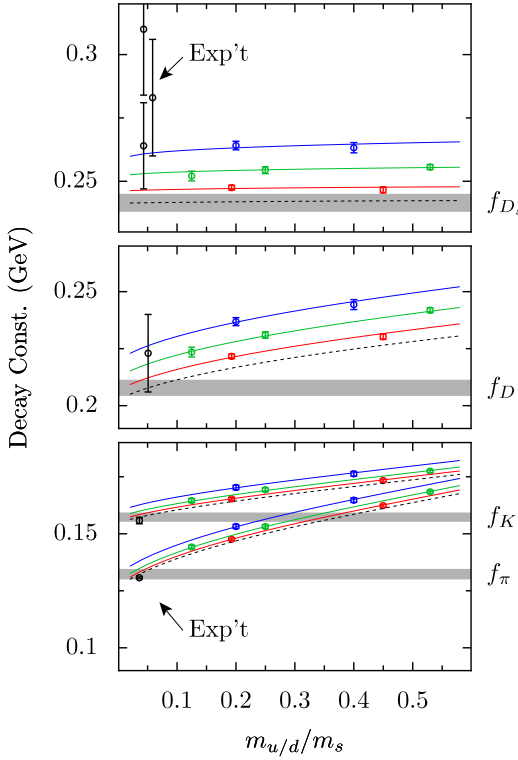 0.3
Exp't
0.25
f_{D_s}
0.25
0.2
f_D
Decay Const. (GeV)
0.15
f_K
f_π
Exp't
0.1
0.1 0.2 0.3 0.4 0.5
m_{u/d}/m_s